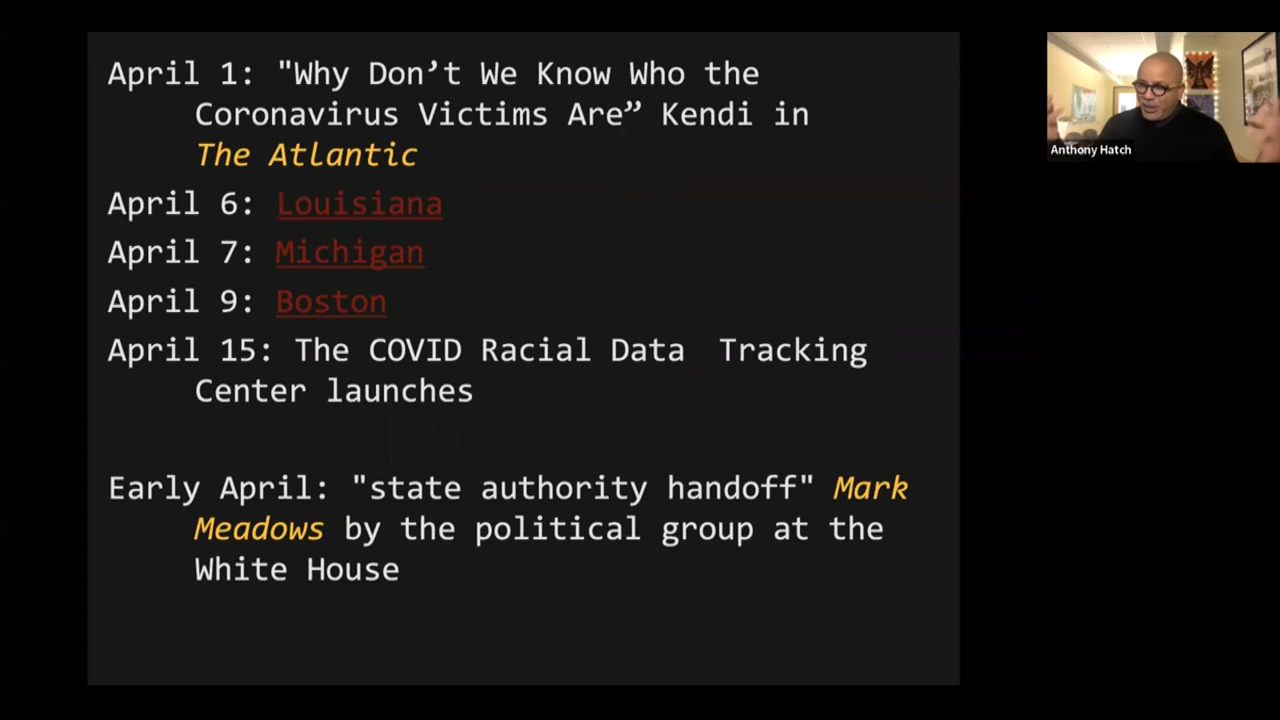 April 1: "Why Don’t We Know Who the
Coronavirus Victims Are” Kendi in
The Atlantic
April 6: Louisiana
April 7: Michigan
April 9: Boston
April 15: The COVID Racial Data Tracking
Center launches
Early April: "state authority handoff" Mark
Meadows by the political group at the
White House
Anthony Hatch